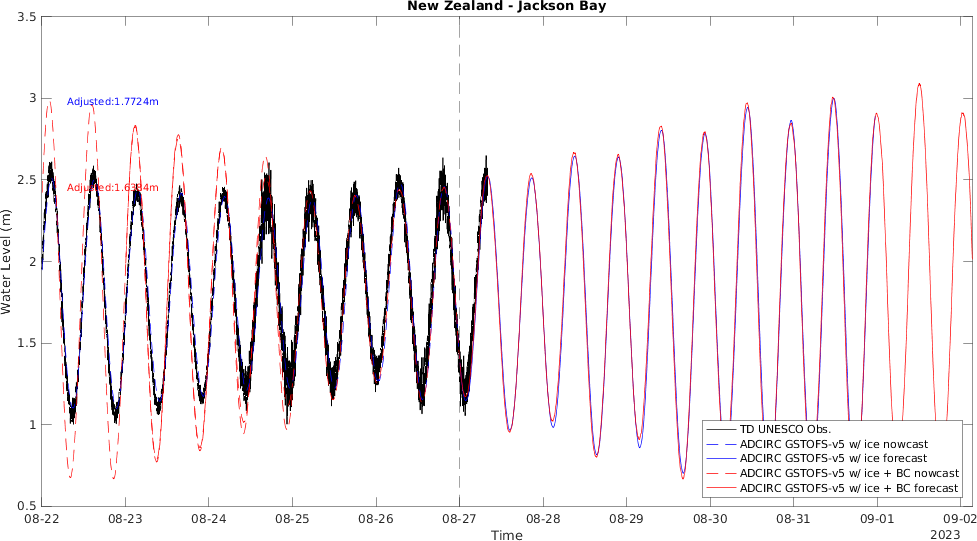 New Zealand - Jackson Bay
3.5
3
2.5
2
1.5
1
0.5
Water Level (m)
Adjusted:1.7724m
08-22
08-23
08-24
08-25
08-26
08-27
08-28
08-29
08-30
08-31
09-01
09-02
2023
Time
TD UNESCO Obs.
ADCIRC GSTOFS-v5 w/ ice nowcast
ADCIRC GSTOFS-v5 w/ ice forecast
ADCIRC GSTOFS-v5 w/ ice + BC nowcast
ADCIRC GSTOFS-v5 w/ ice + BC forecast